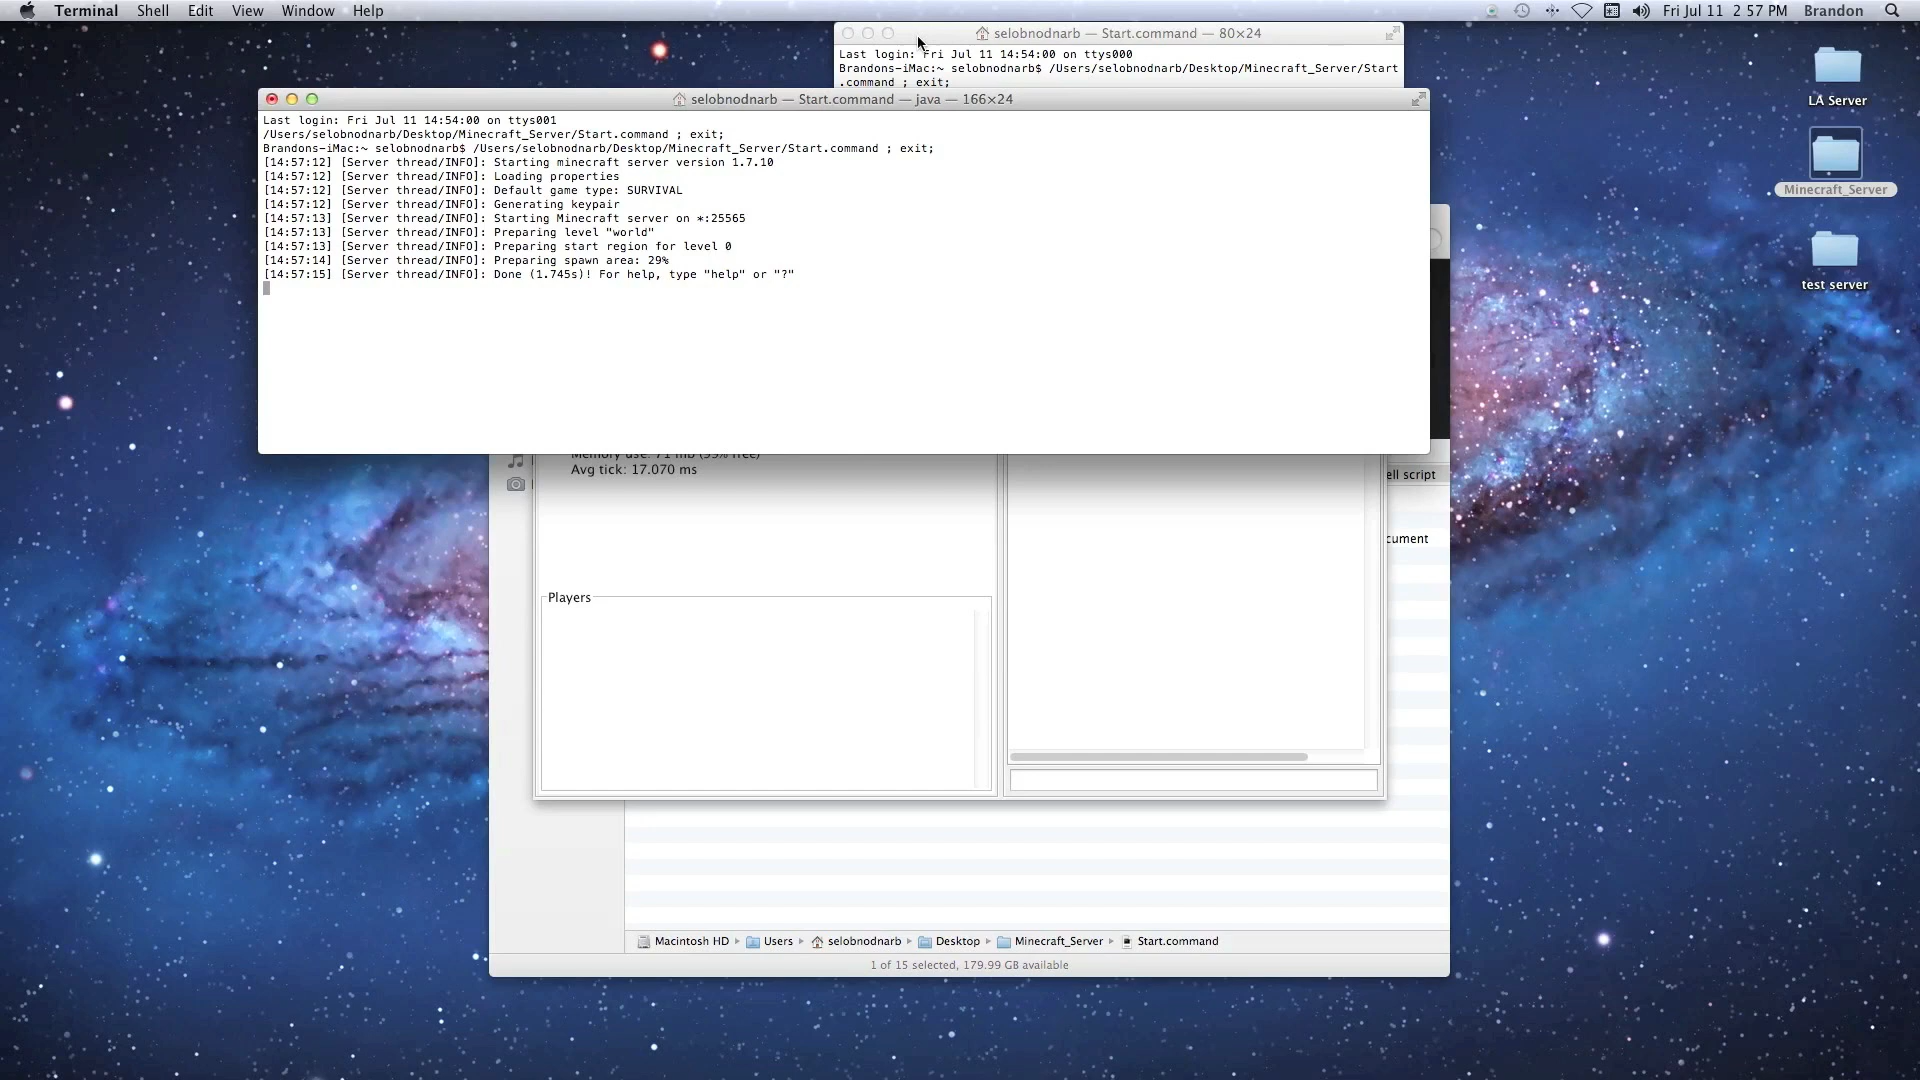 Terminal Shell Edit View Window Help
Fri Jul 11 2 57 PM Brandon
selobnodnarb — Start.command — 80×24
Last login: Fri Jul 11 14:54:00 on ttys000
Brandons-iMac:~ selobnodnarb$ /Users/selobnodnarb/Desktop/Minecraft_Server/Start
.command ; exit;
selobnodnarb — Start.command — java — 166×24
Last login: Fri Jul 11 14:54:00 on ttys001
/Users/selobnodnarb/Desktop/Minecraft_Server/Start.command ; exit;
Brandons-iMac:~ selobnodnarb$ /Users/selobnodnarb/Desktop/Minecraft_Server/Start.command ; exit;
[14:57:12] [Server thread/INFO]: Starting minecraft server version 1.7.10
[14:57:12] [Server thread/INFO]: Loading properties
[14:57:12] [Server thread/INFO]: Default game type: SURVIVAL
[14:57:12] [Server thread/INFO]: Generating keypair
[14:57:13] [Server thread/INFO]: Starting Minecraft server on *:25565
[14:57:13] [Server thread/INFO]: Preparing level "world"
[14:57:13] [Server thread/INFO]: Preparing start region for level 0
[14:57:14] [Server thread/INFO]: Preparing spawn area: 29%
[14:57:15] [Server thread/INFO]: Done (1.745s)! For help, type "help" or "?"
LA Server
Minecraft_Server
test server
Memory use: 71 mb
Avg tick: 17.070 ms
ell script
cument
Players
Macintosh HD Users selobnodnarb Desktop Minecraft_Server Start.command
1 of 15 selected, 179.99 GB available